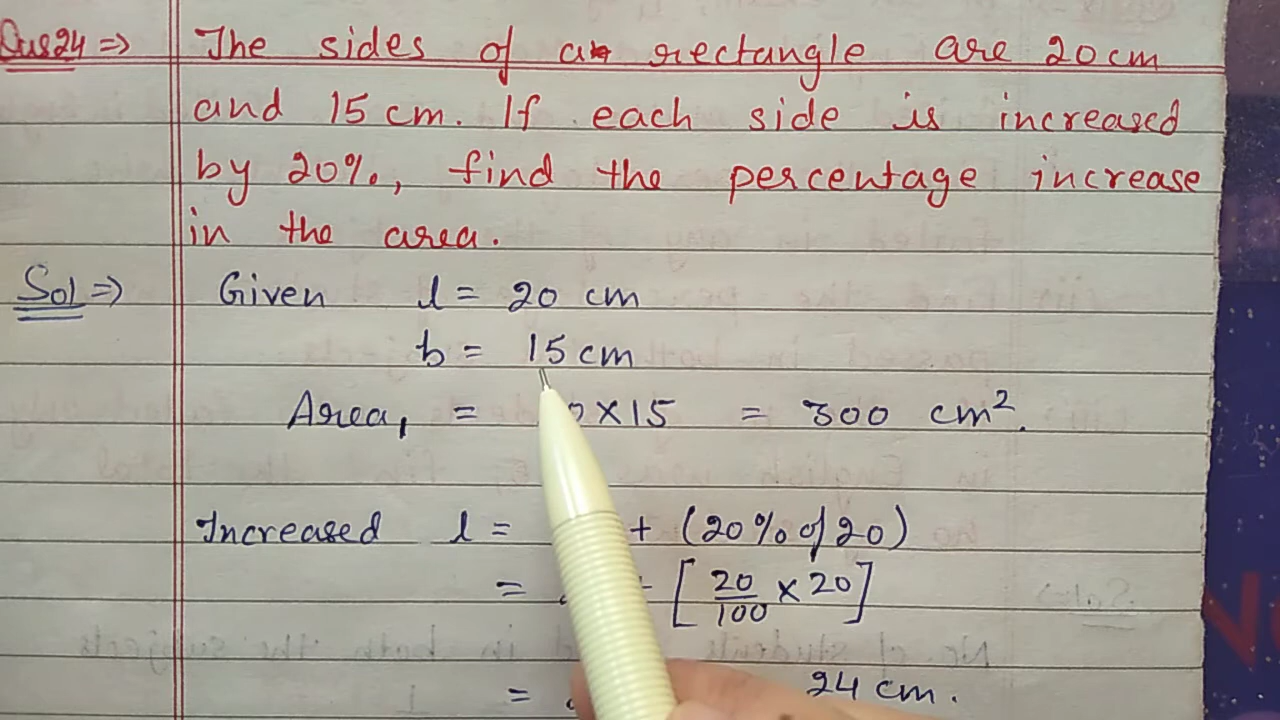 Ques24 ⇒ The sides of a rectangle are 20 cm
and 15 cm. If each side is increased
by 20%, find the percentage increase
in the area.
Sol ⇒ Given l = 20 cm
b = 15 cm
Area₁ = 0 × 15 = 300 cm².
Increased l = + (20% of 20)
= [20/100 × 20]
= 24 cm.